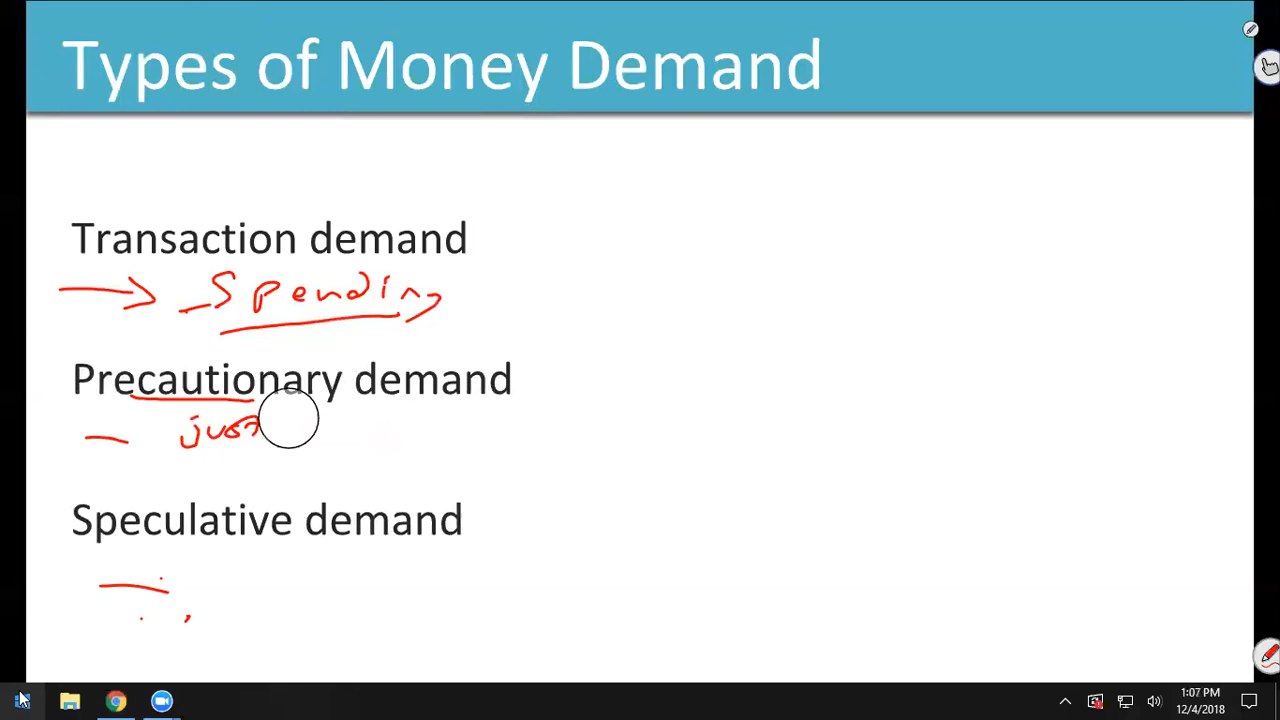 Types of Money Demand
Transaction demand
Spending
Precautionary demand
just
Speculative demand
1:07 PM
12/4/2018